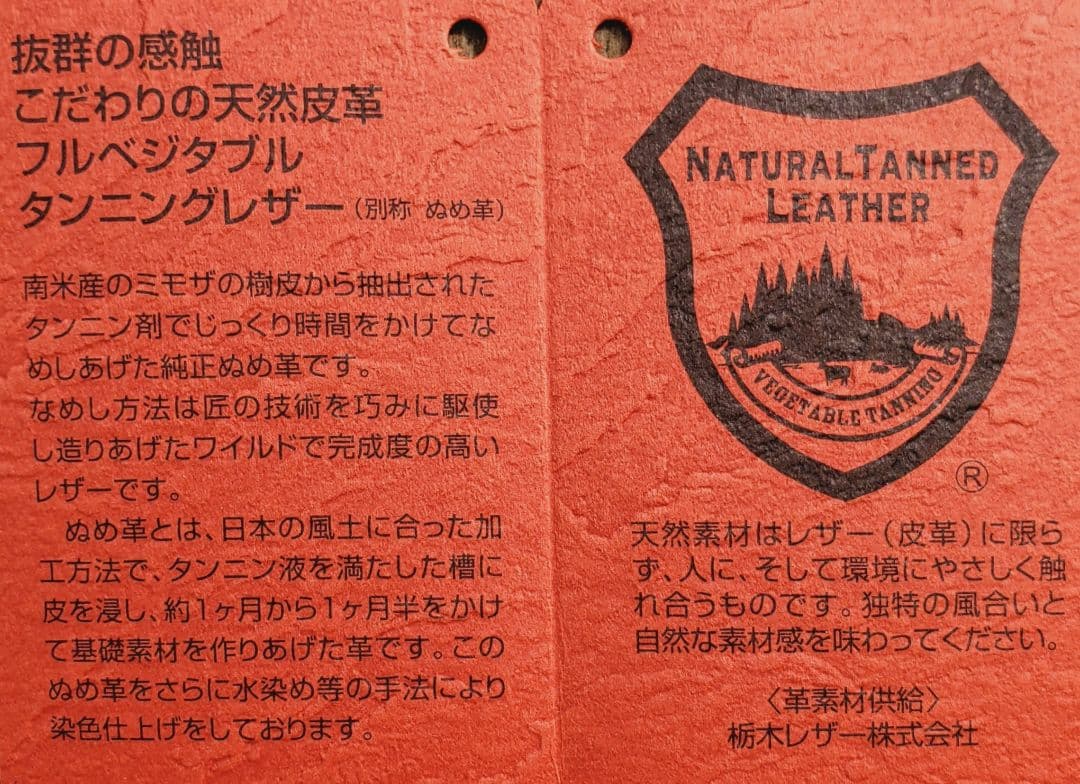 抜群の感触
こだわりの天然皮革
フルベジタブル
タンニングレザー（別称 ぬめ革）
南米産のミモザの樹皮から抽出された
タンニン剤でじっくり時間をかけてな
めしあげた純正ぬめ革です。
なめし方法は匠の技術を巧みに駆使
し造りあげたワイルドで完成度の高い
レザーです。
ぬめ革とは、日本の風土に合った加
工方法で、タンニン液を満たした槽に
皮を浸し、約1ヶ月から1ヶ月半をかけ
て基礎素材を作りあげた革です。この
ぬめ革をさらに水染め等の手法により
染色仕上げをしております。
NATURAL TANNED
LEATHER
VEGETABLE TANNING
®
天然素材はレザー（皮革）に限ら
ず、人に、そして環境にやさしく触
れ合うものです。独特の風合いと
自然な素材感を味わってください。
〈革素材供給〉
栃木レザー株式会社